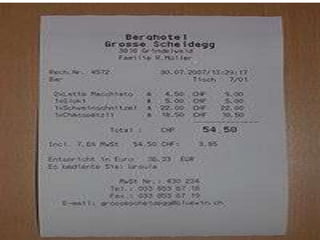 Berghotel
Grosse Scheidegg
3818 Grindelwald
Familie R.Müller
Rech.Nr. 4572 30.07.2007/13:29:17
Bar Tisch 7/01
2xLatte Macchiato à 4.50 CHF 9.00
1xGloki à 5.00 CHF 5.00
1xSchweinschnitzel à 22.00 CHF 22.00
1xChässpätzli à 18.50 CHF 18.50
Total: CHF 54.50
Incl. 7.6% MwSt 54.50 CHF: 3.85
Entspricht in Euro 36.33 EUR
Es bediente Sie: Ursula
MwSt Nr.: 430 234
Tel.: 033 853 67 16
Fax.: 033 853 67 19
E-mail: grossescheidegg@bluewin.ch